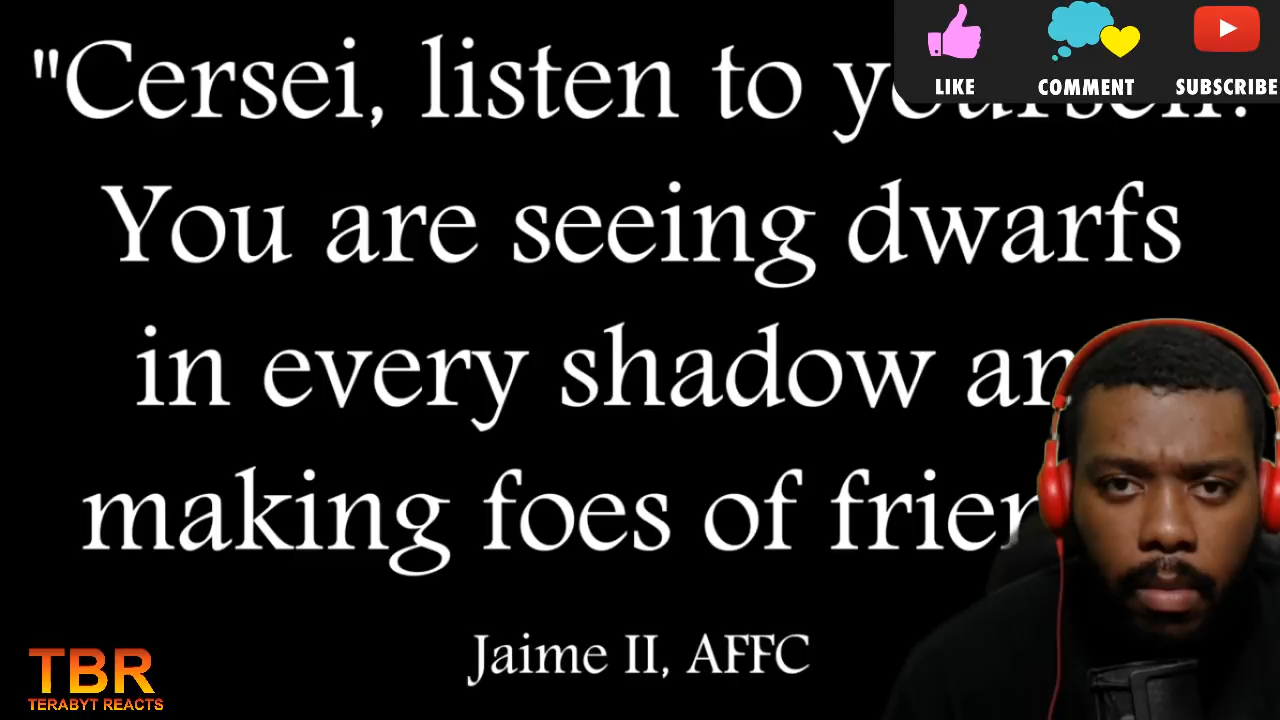 "Cersei, listen to yourself.
You are seeing dwarfs
in every shadow
making foes of
Jaime II, AFFC
LIKE
COMMENT
SUBSCRIBE
TBR
TERABYT REACTS